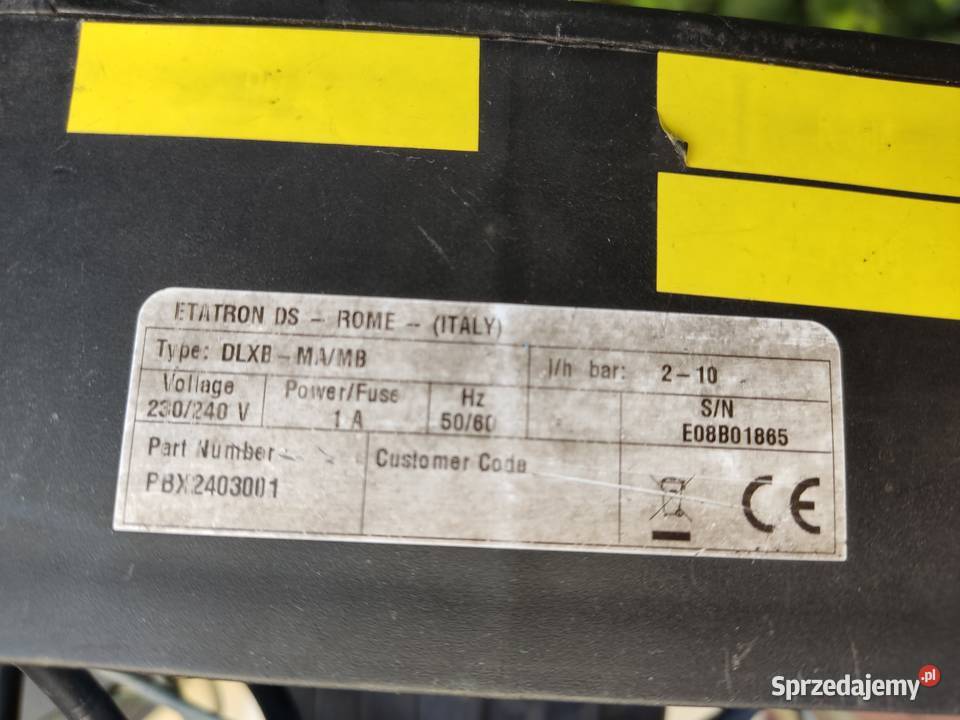 ETATRON DS - ROME - (ITALY)
Type: DLXB - MA/MB
l/h bar: 2-10
Voltage
230/240 V
Power/Fuse
1 A
Hz
50/60
S/N
E08B01865
Part Number
PBX2403001
Customer Code
CE
Sprzedajemy.pl